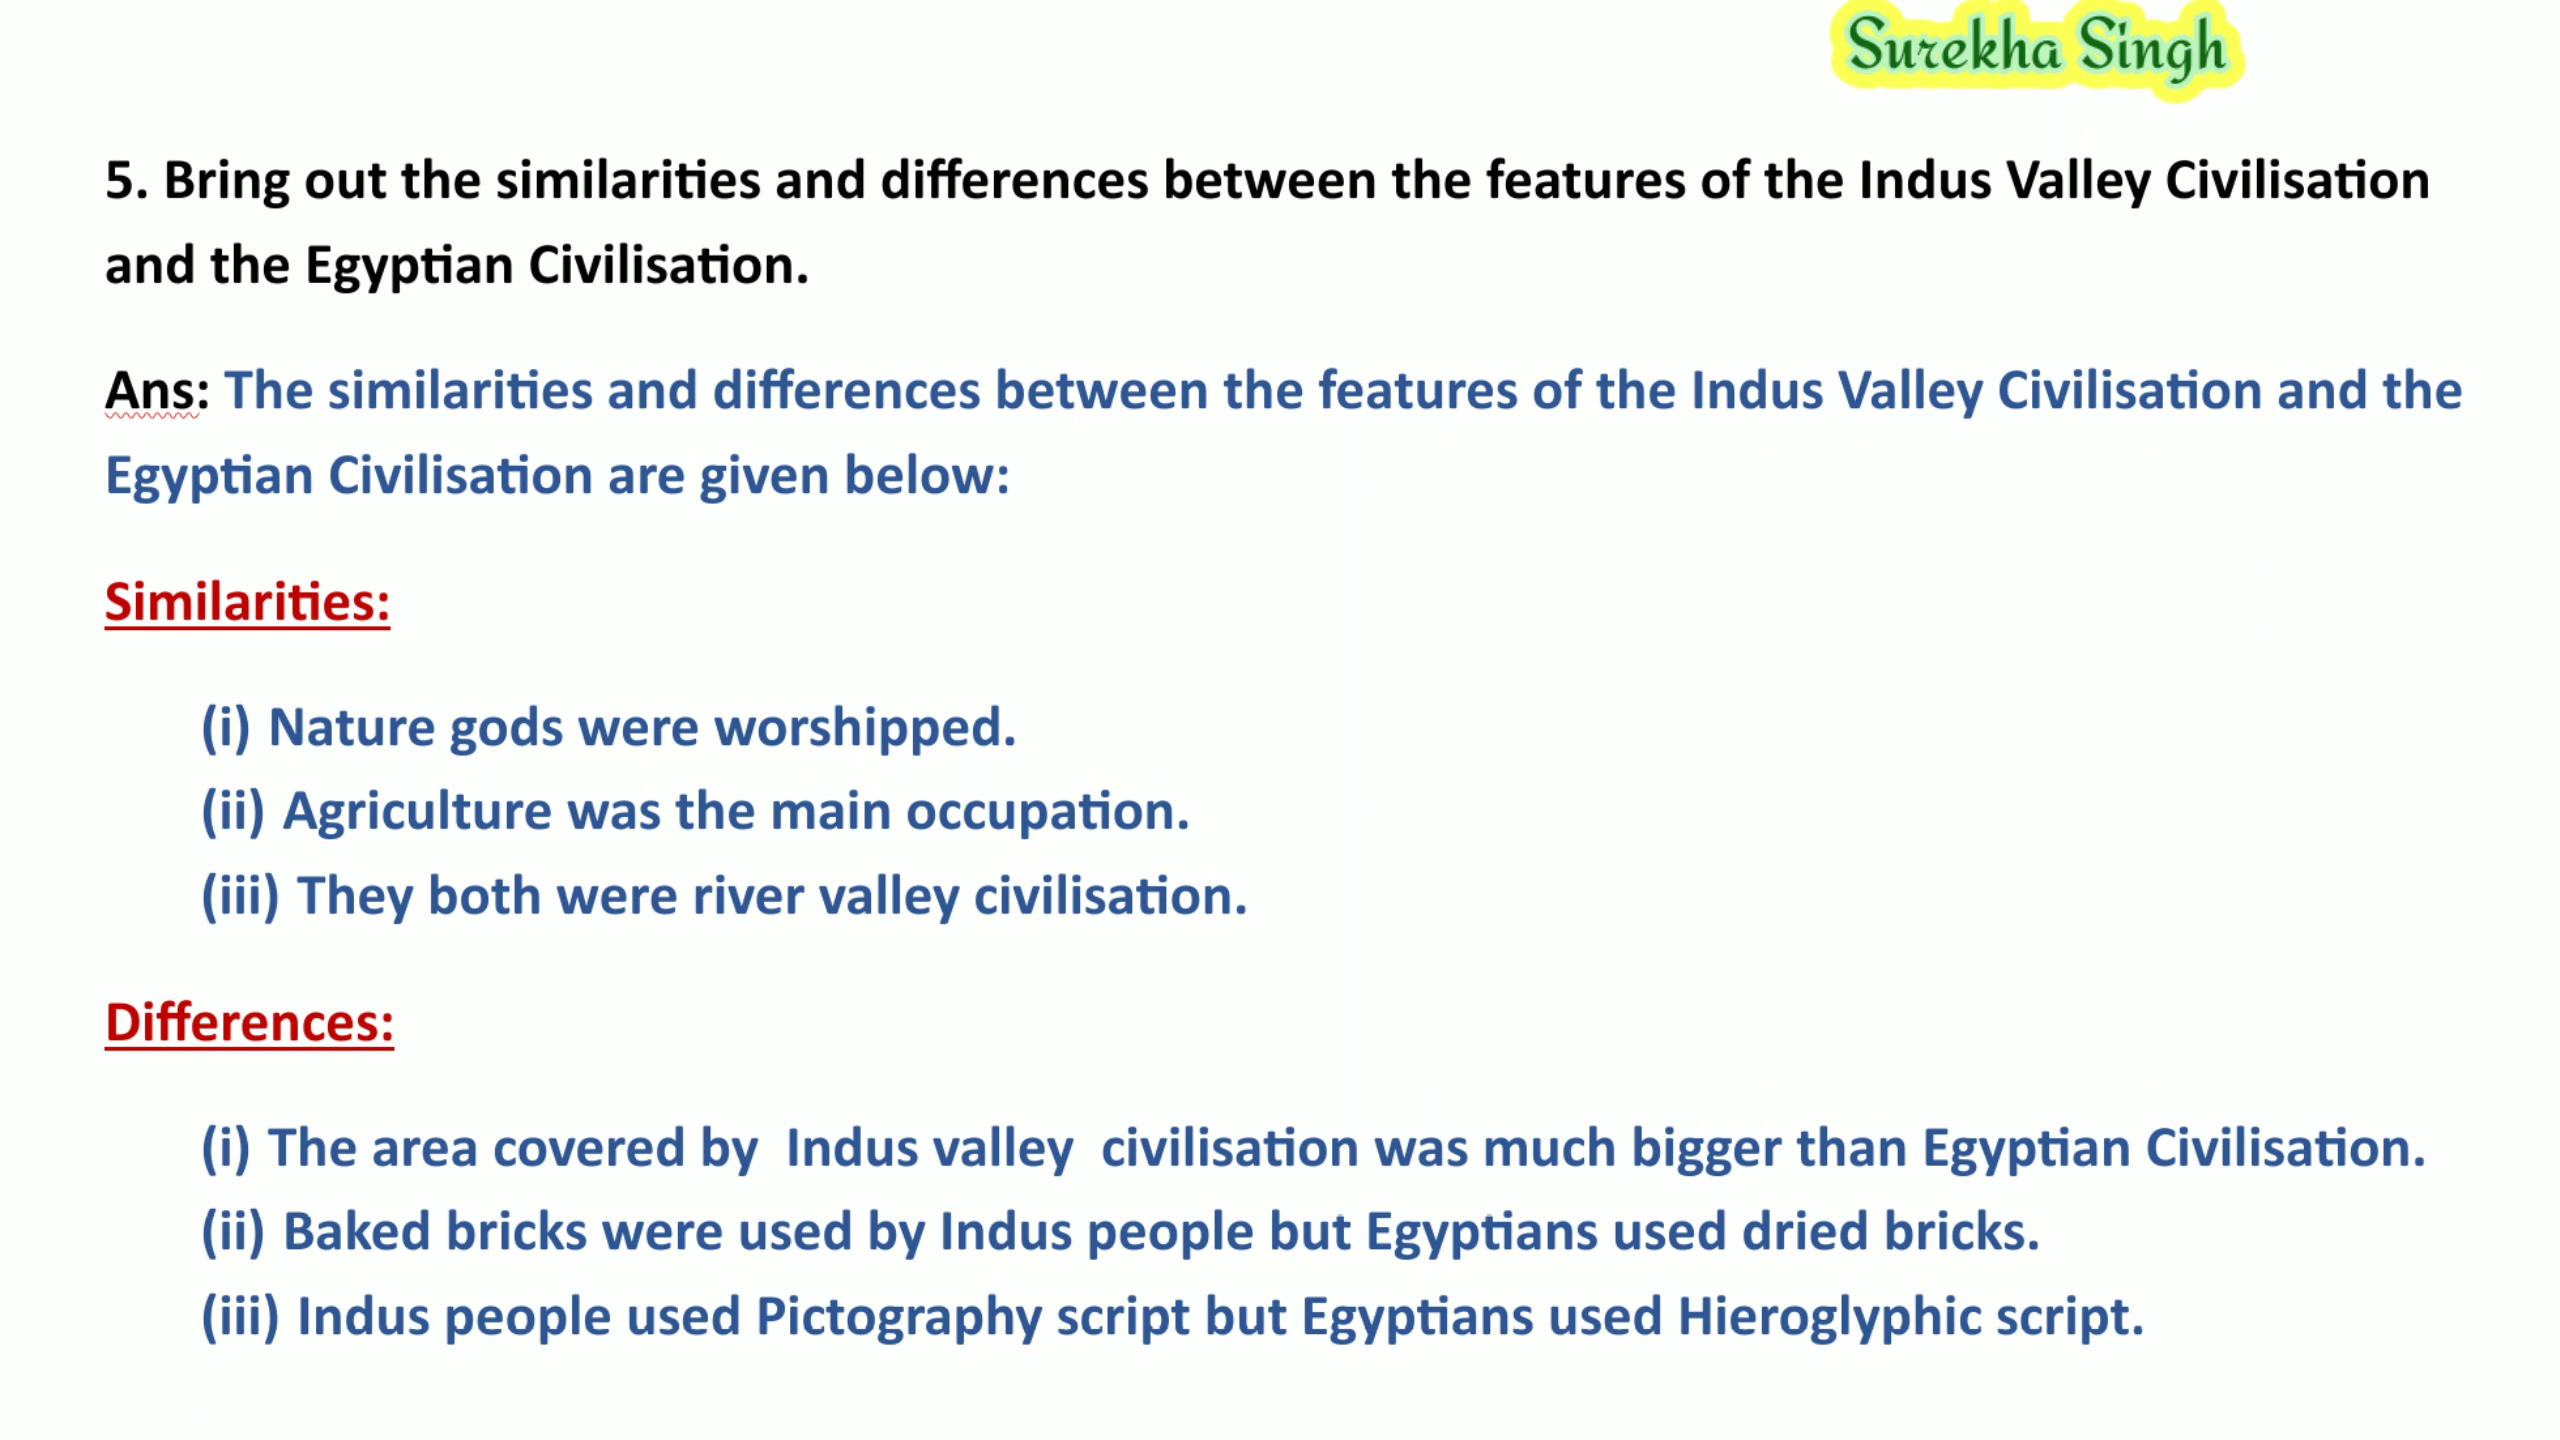 Surekha Singh
5. Bring out the similarities and differences between the features of the Indus Valley Civilisation
and the Egyptian Civilisation.
Ans: The similarities and differences between the features of the Indus Valley Civilisation and the
Egyptian Civilisation are given below:
Similarities:
(i) Nature gods were worshipped.
(ii) Agriculture was the main occupation.
(iii) They both were river valley civilisation.
Differences:
(i) The area covered by  Indus valley  civilisation was much bigger than Egyptian Civilisation.
(ii) Baked bricks were used by Indus people but Egyptians used dried bricks.
(iii) Indus people used Pictography script but Egyptians used Hieroglyphic script.